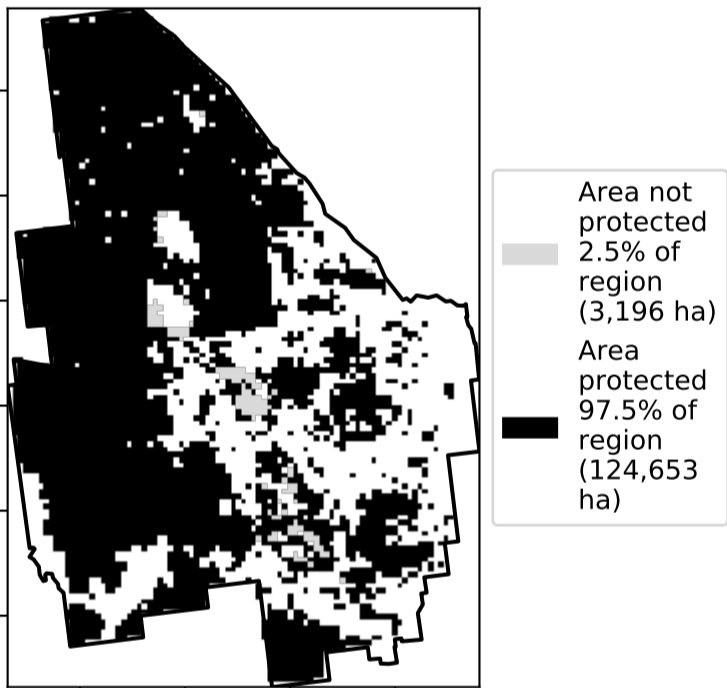 Area not
protected
2.5% of
region
(3,196 ha)
Area
protected
97.5% of
region
(124,653
ha)